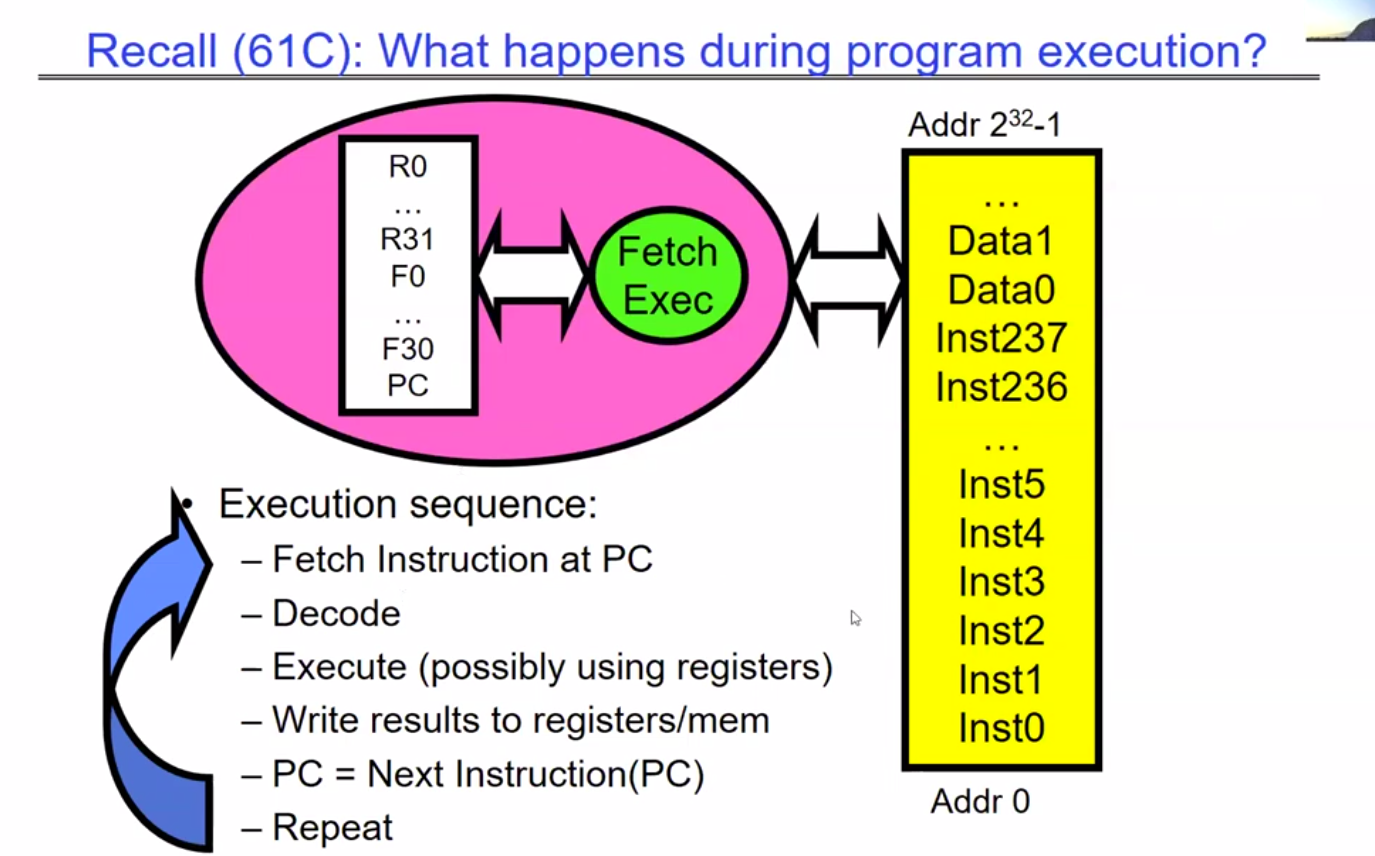 Recall (61C): What happens during program execution?
R0
…
R31
F0
…
F30
PC
Fetch
Exec
Addr 2³²-1
…
Data1
Data0
Inst237
Inst236
…
Inst5
Inst4
Inst3
Inst2
Inst1
Inst0
Addr 0
• Execution sequence:
– Fetch Instruction at PC
– Decode
– Execute (possibly using registers)
– Write results to registers/mem
– PC = Next Instruction(PC)
– Repeat